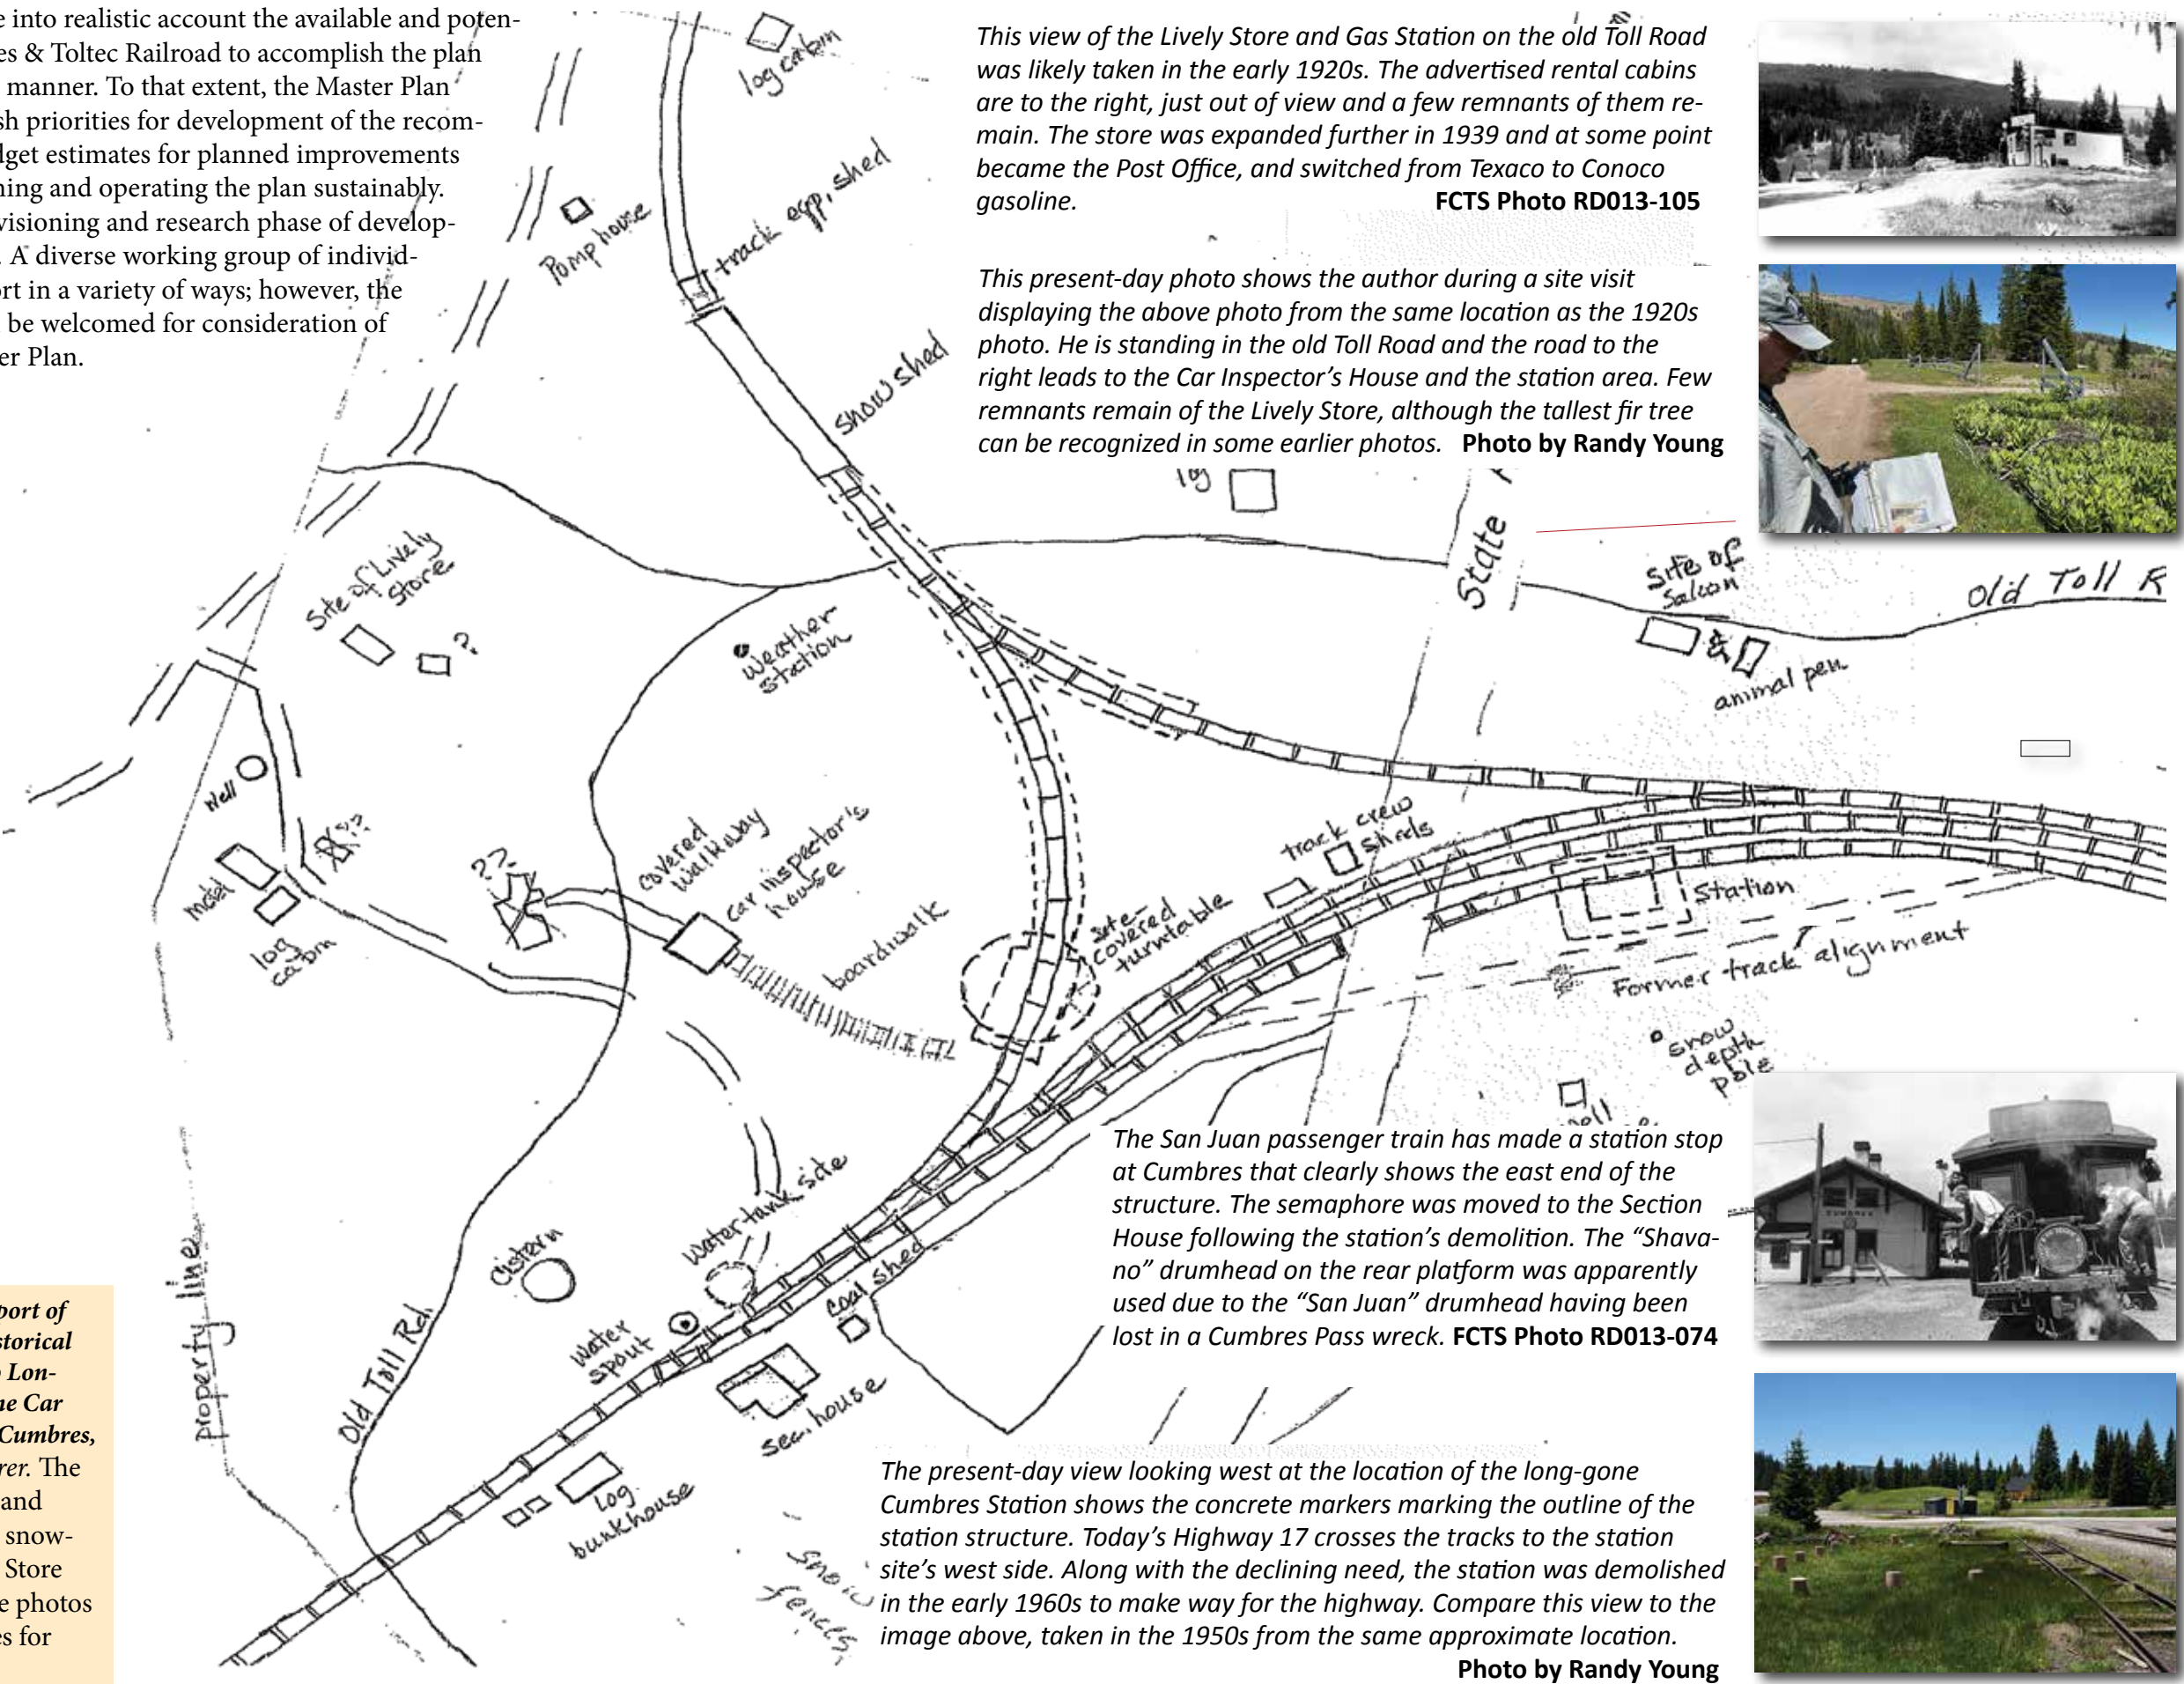 e into realistic account the available and poten-
es & Toltec Railroad to accomplish the plan
manner. To that extent, the Master Plan
sh priorities for development of the recom-
dget estimates for planned improvements
ning and operating the plan sustainably.
visioning and research phase of develop-
. A diverse working group of individ-
ort in a variety of ways; however, the
be welcomed for consideration of
er Plan.
This view of the Lively Store and Gas Station on the old Toll Road
was likely taken in the early 1920s. The advertised rental cabins
are to the right, just out of view and a few remnants of them re-
main. The store was expanded further in 1939 and at some point
became the Post Office, and switched from Texaco to Conoco
gasoline. FCTS Photo RD013-105
This present-day photo shows the author during a site visit
displaying the above photo from the same location as the 1920s
photo. He is standing in the old Toll Road and the road to the
right leads to the Car Inspector's House and the station area. Few
remnants remain of the Lively Store, although the tallest fir tree
can be recognized in some earlier photos. Photo by Randy Young
log cabin
track eqp. shed
Pomp house
snow shed
log
State
Site of
Saloon
&
animal pen
Old Toll R
Site of Lively
Store
?
Weather
station
Well
motel
log
cabin
??
??
covered
walkway
car inspector's
house
boardwalk
site-
covered
turntable
track crew
sheds
Station
Former track alignment
snow
depth
pole
Water tank site
Cistern
water
spout
coal shed
sec. house
log
bunkhouse
snow
fences
property line
Old Toll Rd.
The San Juan passenger train has made a station stop
at Cumbres that clearly shows the east end of the
structure. The semaphore was moved to the Section
House following the station's demolition. The “Shava-
no” drumhead on the rear platform was apparently
used due to the “San Juan” drumhead having been
lost in a Cumbres Pass wreck. FCTS Photo RD013-074
CUMBRES
The present-day view looking west at the location of the long-gone
Cumbres Station shows the concrete markers marking the outline of the
station structure. Today's Highway 17 crosses the tracks to the station
site's west side. Along with the declining need, the station was demolished
in the early 1960s to make way for the highway. Compare this view to the
image above, taken in the 1950s from the same approximate location.
Photo by Randy Young
port of
storical
o Lon-
ne Car
Cumbres,
rer. The
and
snow-
Store
e photos
es for